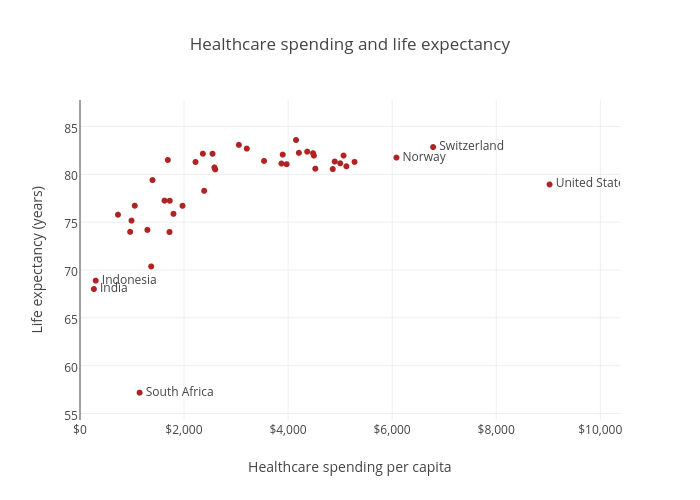 Healthcare spending and life expectancy
85
80
75
70
65
60
55
Life expectancy (years)
Switzerland
Norway
United State
Indonesia
India
South Africa
$0
$2,000
$4,000
$6,000
$8,000
$10,000
Healthcare spending per capita